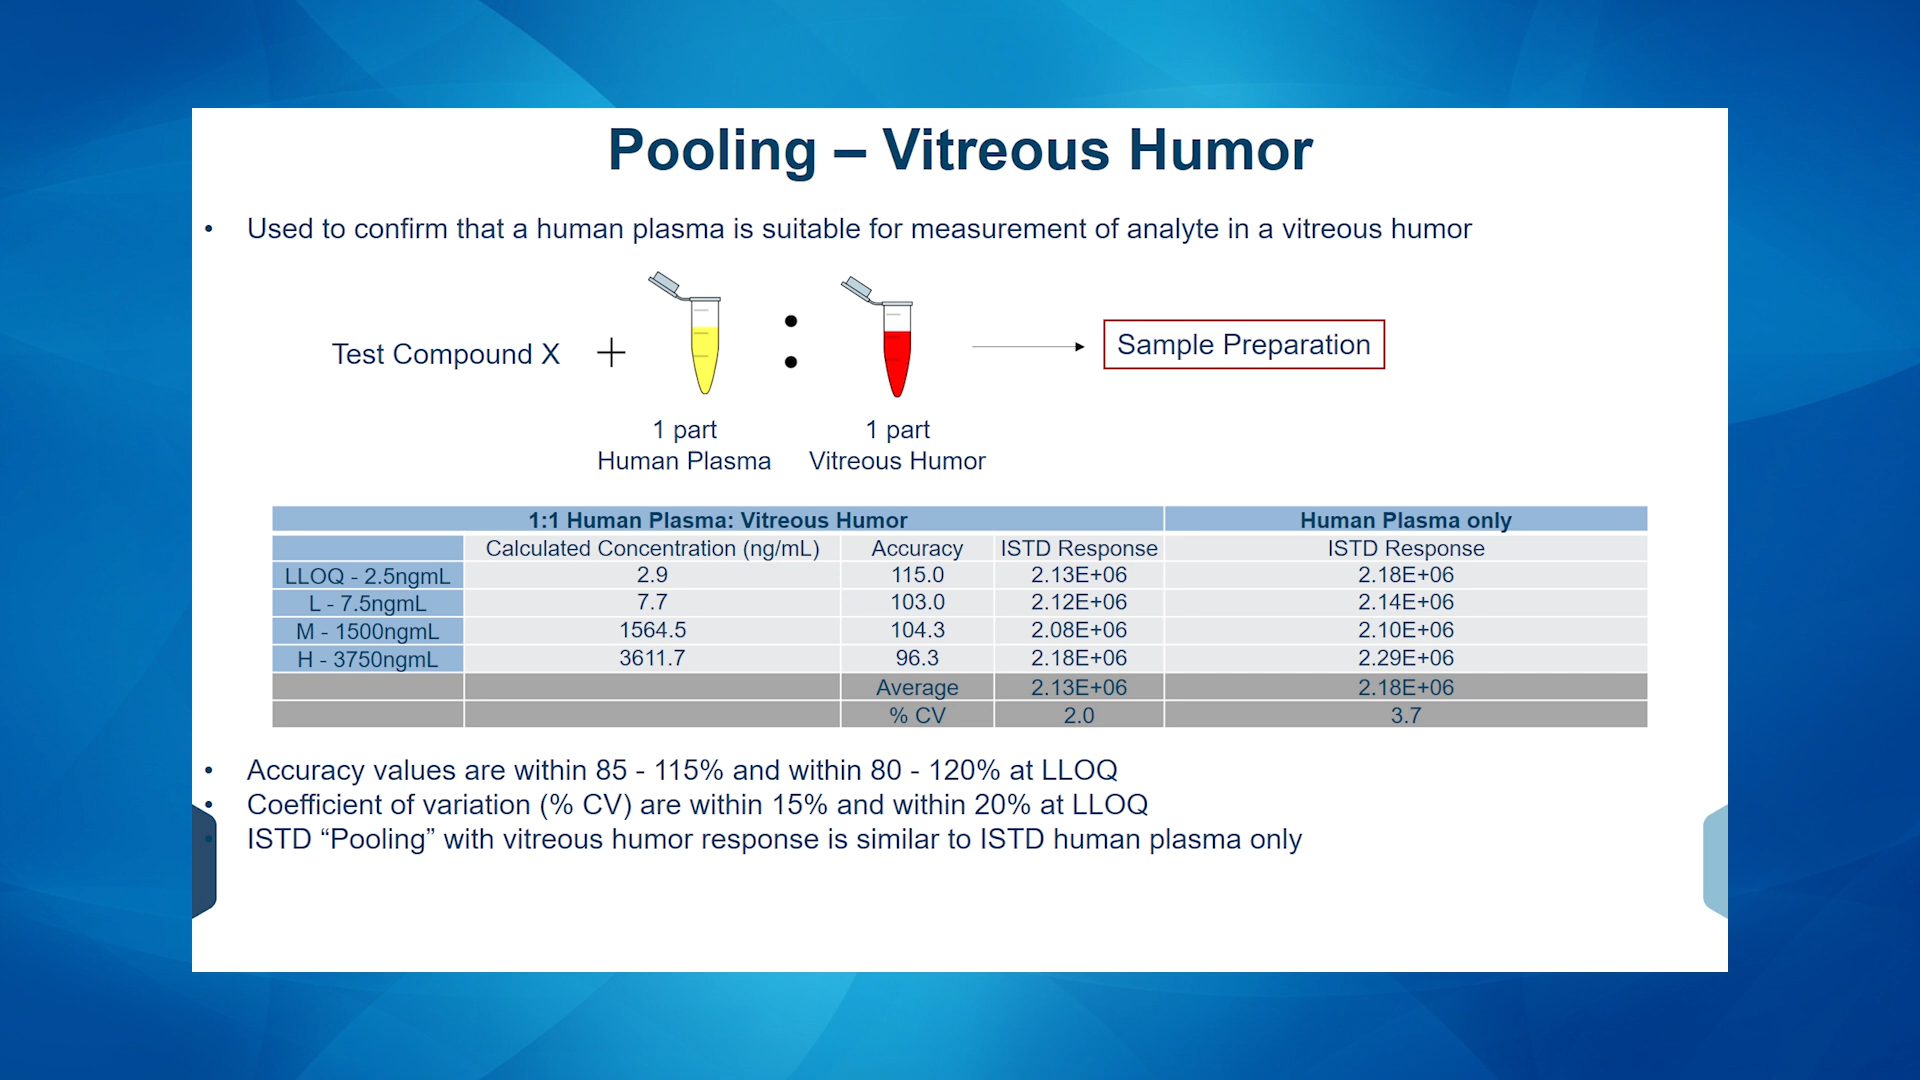 Pooling – Vitreous Humor
• Used to confirm that a human plasma is suitable for measurement of analyte in a vitreous humor
Test Compound X + : Sample Preparation
1 part 1 part
Human Plasma Vitreous Humor
1:1 Human Plasma: Vitreous Humor Human Plasma only
Calculated Concentration (ng/mL) Accuracy ISTD Response ISTD Response
LLOQ - 2.5ngmL 2.9 115.0 2.13E+06 2.18E+06
L - 7.5ngmL 7.7 103.0 2.12E+06 2.14E+06
M - 1500ngmL 1564.5 104.3 2.08E+06 2.10E+06
H - 3750ngmL 3611.7 96.3 2.18E+06 2.29E+06
Average 2.13E+06 2.18E+06
% CV 2.0 3.7
• Accuracy values are within 85 - 115% and within 80 - 120% at LLOQ
• Coefficient of variation (% CV) are within 15% and within 20% at LLOQ
• ISTD “Pooling” with vitreous humor response is similar to ISTD human plasma only